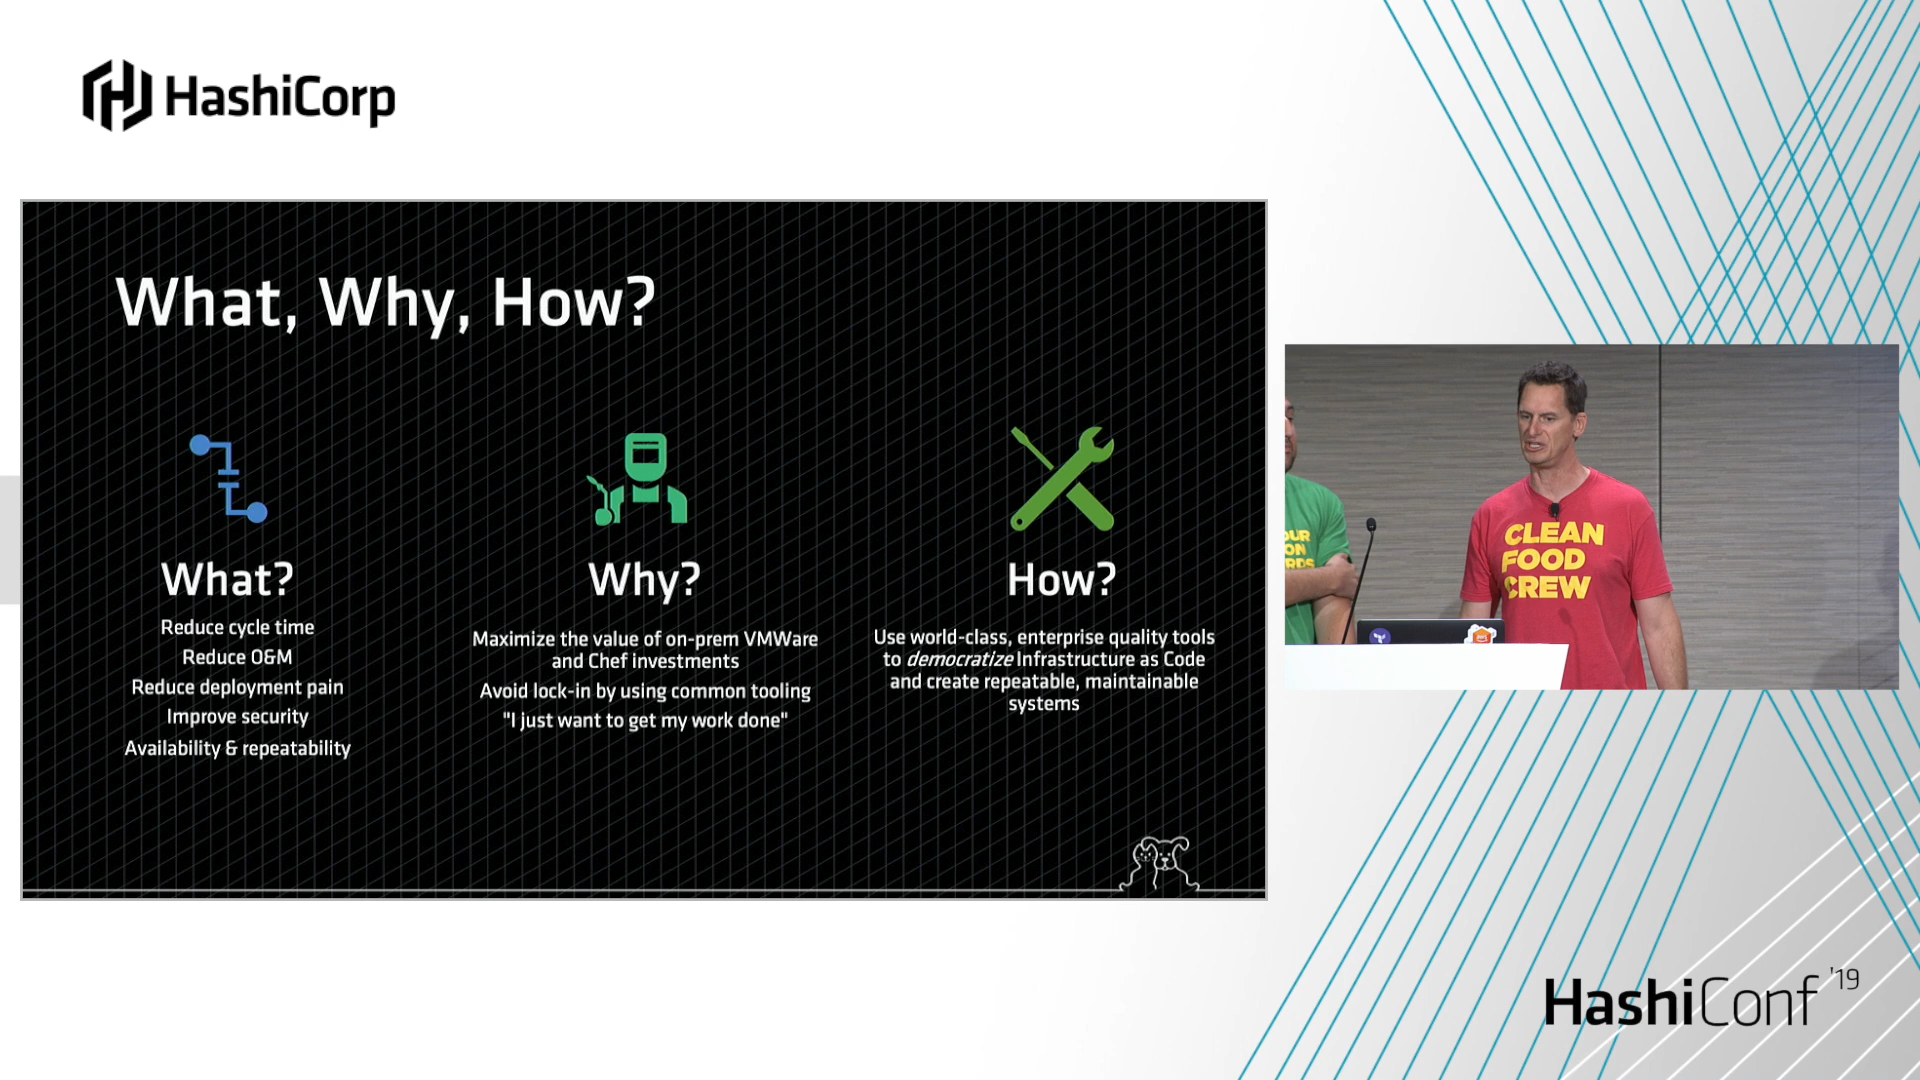 HashiCorp
What, Why, How?
What?
Reduce cycle time
Reduce O&M
Reduce deployment pain
Improve security
Availability & repeatability
Why?
Maximize the value of on-prem VMWare
and Chef investments
Avoid lock-in by using common tooling
"I just want to get my work done"
How?
Use world-class, enterprise quality tools
to democratize Infrastructure as Code
and create repeatable, maintainable
systems
CLEAN
FOOD
CREW
HashiConf '19